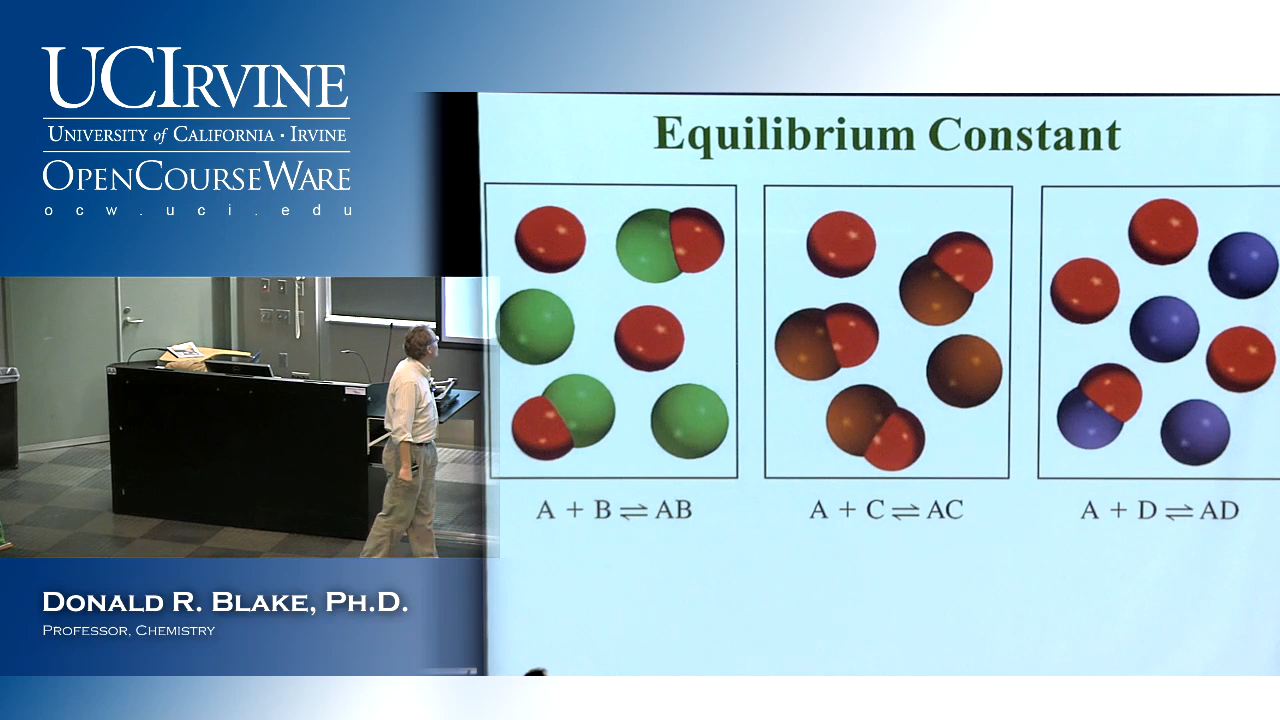 UCIRVINE
UNIVERSITY of CALIFORNIA · IRVINE
OPENCOURSEWARE
ocw.uci.edu
DONALD R. BLAKE, PH.D.
PROFESSOR, CHEMISTRY
Equilibrium Constant
A + B ⇌ AB
A + C ⇌ AC
A + D ⇌ AD